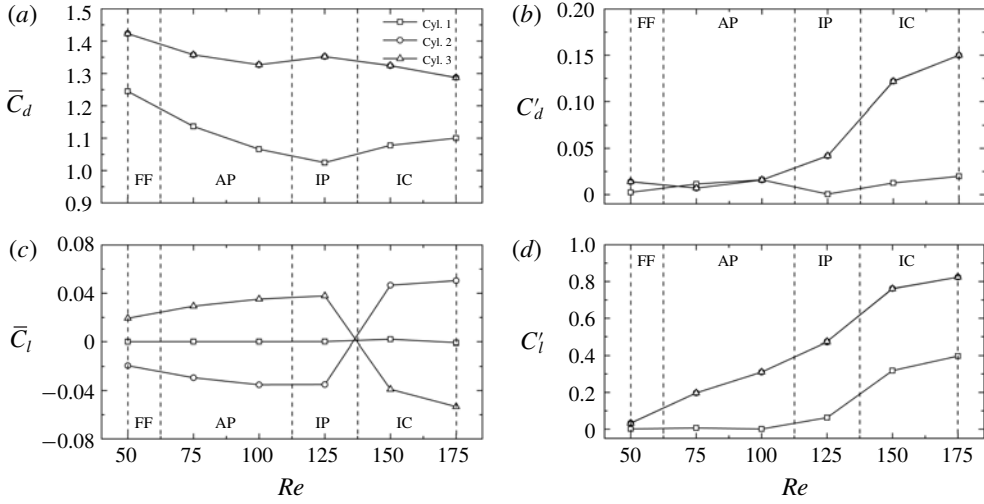 (a)
1.5
1.4
1.3
1.2
1.1
1.0
0.9
C̅d
Cyl. 1
Cyl. 2
Cyl. 3
FF AP IP IC
(b)
0.20
0.15
0.10
0.05
0
C′d
FF AP IP IC
(c)
0.08
0.04
0
−0.04
−0.08
C̅l
FF AP IP IC
50 75 100 125 150 175
Re
(d)
1.0
0.8
0.6
0.4
0.2
0
C′l
FF AP IP IC
50 75 100 125 150 175
Re